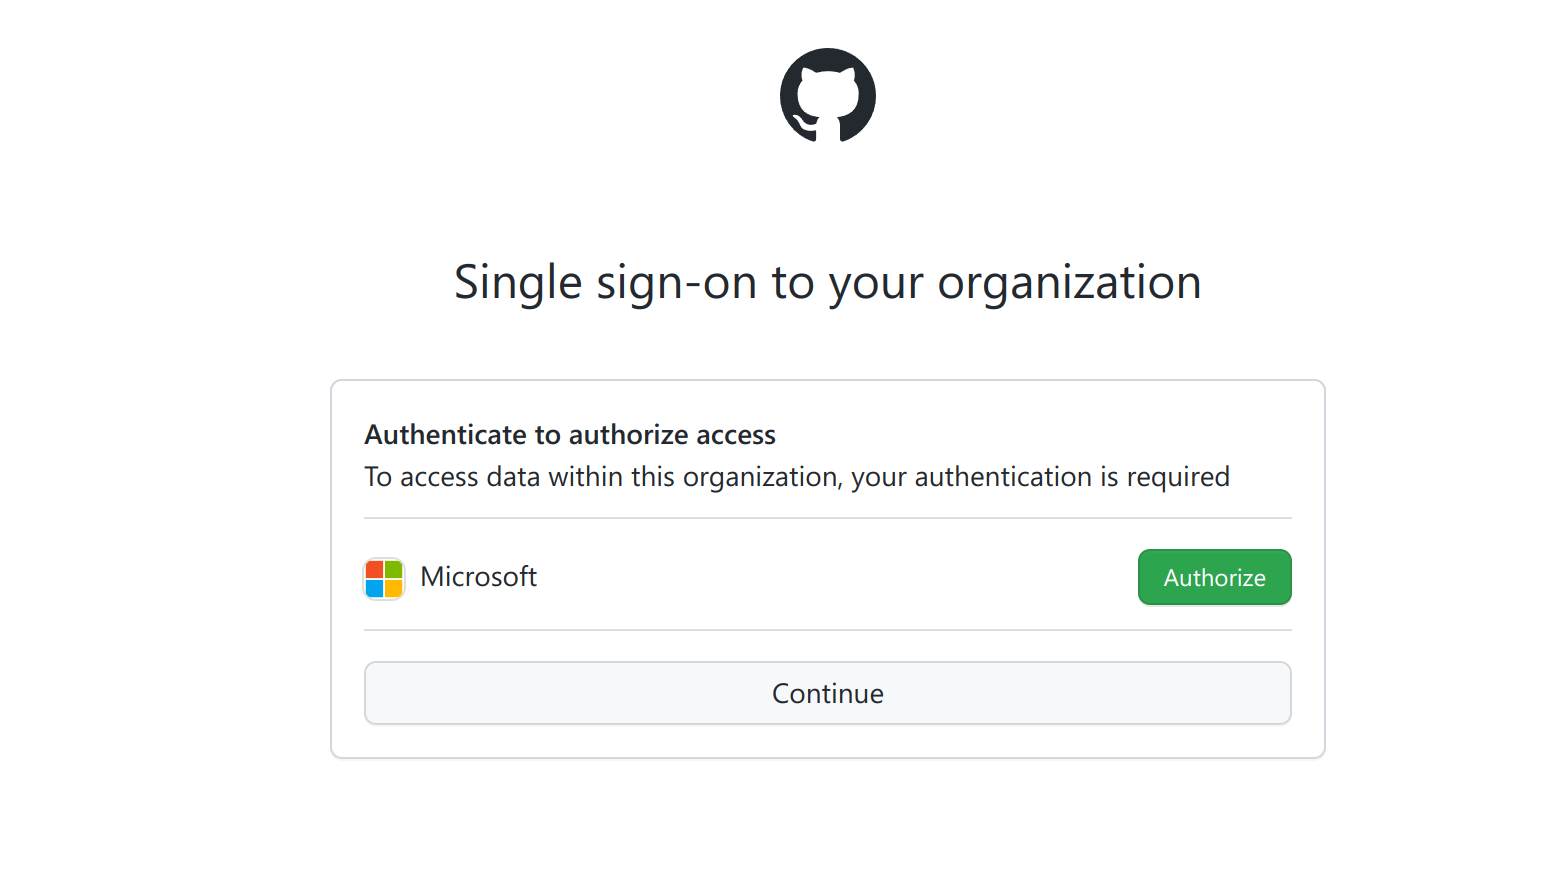 Single sign-on to your organization
Authenticate to authorize access
To access data within this organization, your authentication is required
Microsoft
Authorize
Continue